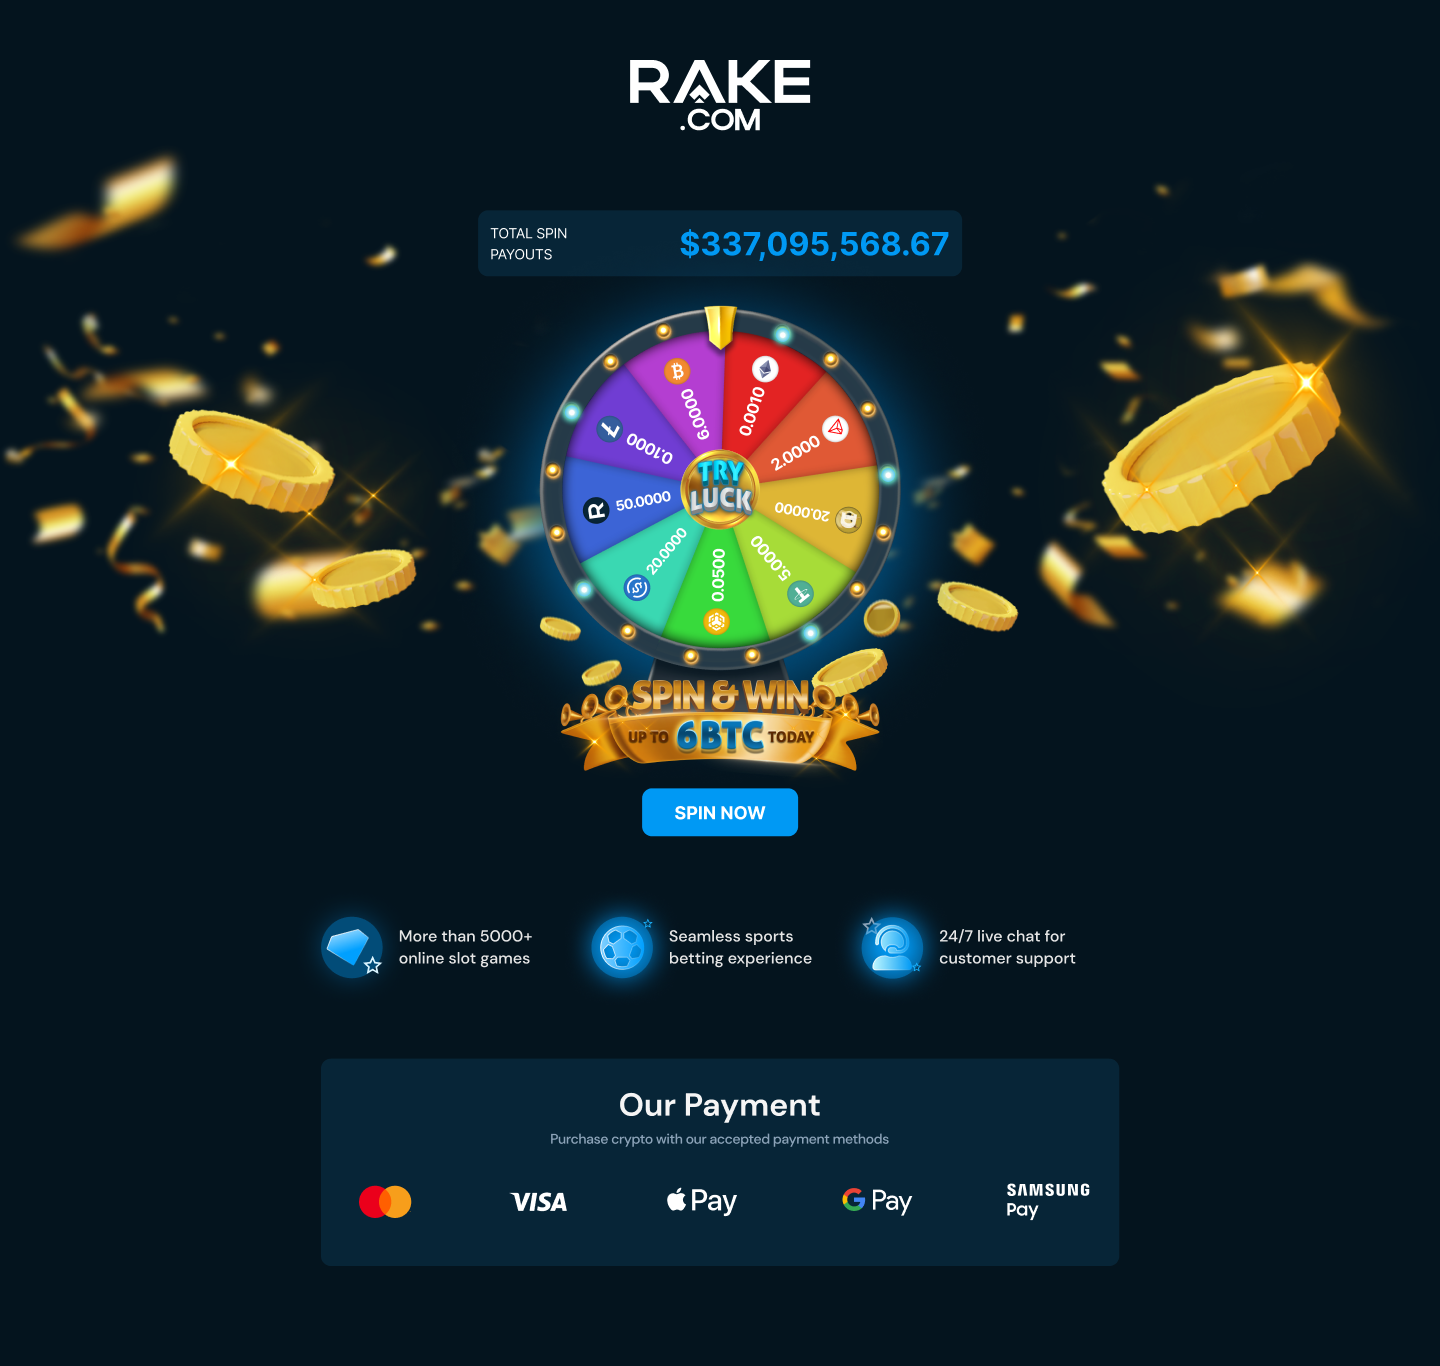 RAKE
.COM
TOTAL SPIN
PAYOUTS
$337,095,568.67
6.0000
0.0010
0.1000
2.0000
50.0000
20.0000
20.0000
5.0000
0.0500
TRY
LUCK
SPIN & WIN
UP TO 6BTC TODAY
SPIN NOW
More than 5000+
online slot games
Seamless sports
betting experience
24/7 live chat for
customer support
Our Payment
Purchase crypto with our accepted payment methods
VISA
Pay
G Pay
SAMSUNG
Pay